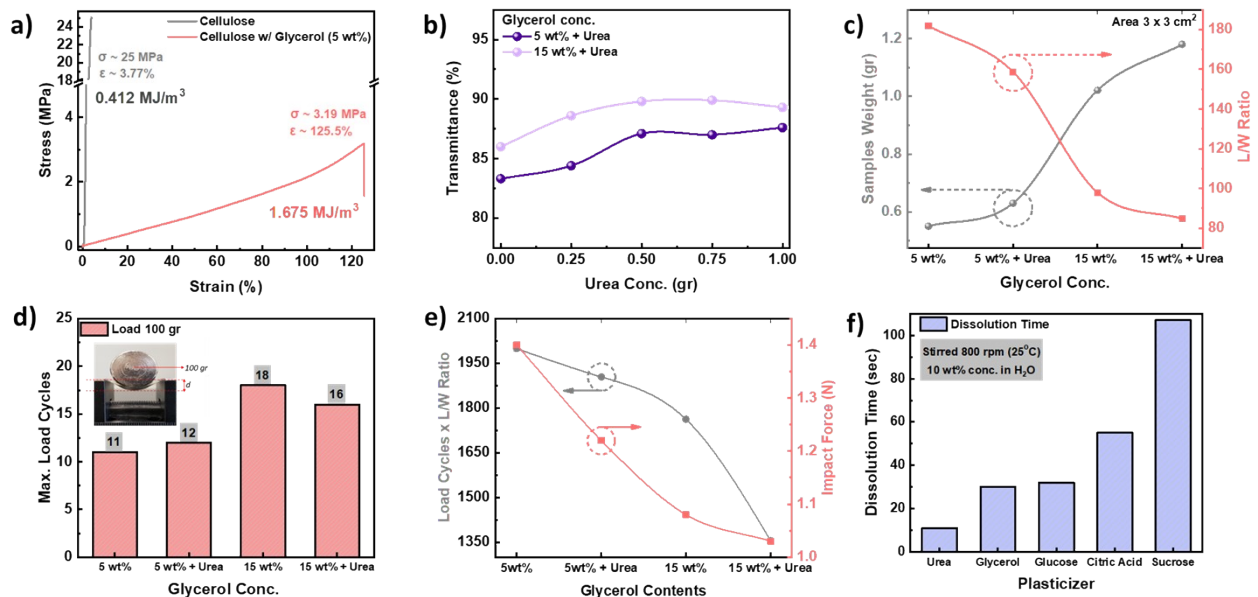 a)
Cellulose
Cellulose w/ Glycerol (5 wt%)
σ ~ 25 MPa
ε ~ 3.77%
0.412 MJ/m³
σ ~ 3.19 MPa
ε ~ 125.5%
1.675 MJ/m³
Stress (MPa)
24
22
20
18
4
2
0
0
20
40
60
80
100
120
Strain (%)
b)
Glycerol conc.
5 wt% + Urea
15 wt% + Urea
Transmittance (%)
95
90
85
80
0.00
0.25
0.50
0.75
1.00
Urea Conc. (gr)
c)
Area 3 x 3 cm²
Samples Weight (gr)
1.2
1.0
0.8
0.6
L/W Ratio
180
160
140
120
100
80
5 wt%
5 wt% + Urea
15 wt%
15 wt% + Urea
Glycerol Conc.
d)
Load 100 gr
100 gr
d
Max. Load Cycles
25
20
15
10
5
0
11
12
18
16
5 wt%
5 wt% + Urea
15 wt%
15 wt% + Urea
Glycerol Conc.
e)
Load Cycles x L/W Ratio
2100
1950
1800
1650
1500
1350
Impact Force (N)
1.4
1.3
1.2
1.1
1.0
5wt%
5wt% + Urea
15 wt%
15 wt% + Urea
Glycerol Contents
f)
Dissolution Time
Stirred 800 rpm (25°C)
10 wt% conc. in H₂O
Dissolution Time (sec)
100
80
60
40
20
0
Urea
Glycerol
Glucose
Citric Acid
Sucrose
Plasticizer